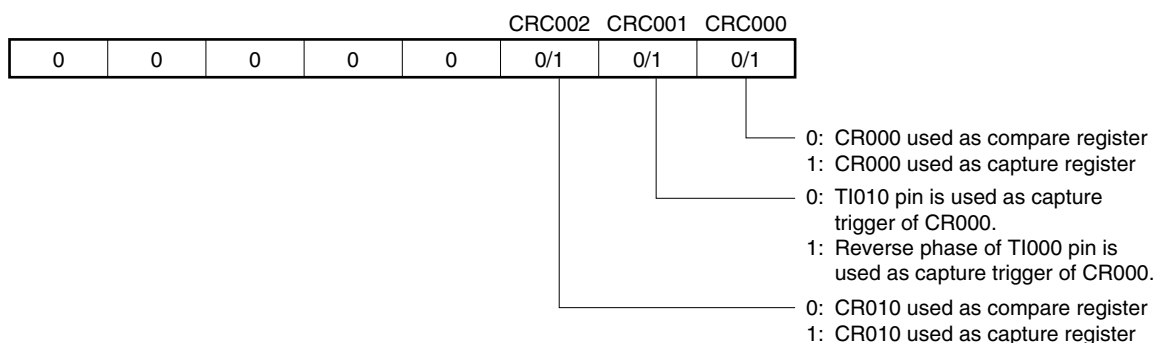 CRC002 CRC001 CRC000
0 0 0 0 0 0/1 0/1 0/1
0: CR000 used as compare register
1: CR000 used as capture register
0: TI010 pin is used as capture
trigger of CR000.
1: Reverse phase of TI000 pin is
used as capture trigger of CR000.
0: CR010 used as compare register
1: CR010 used as capture register